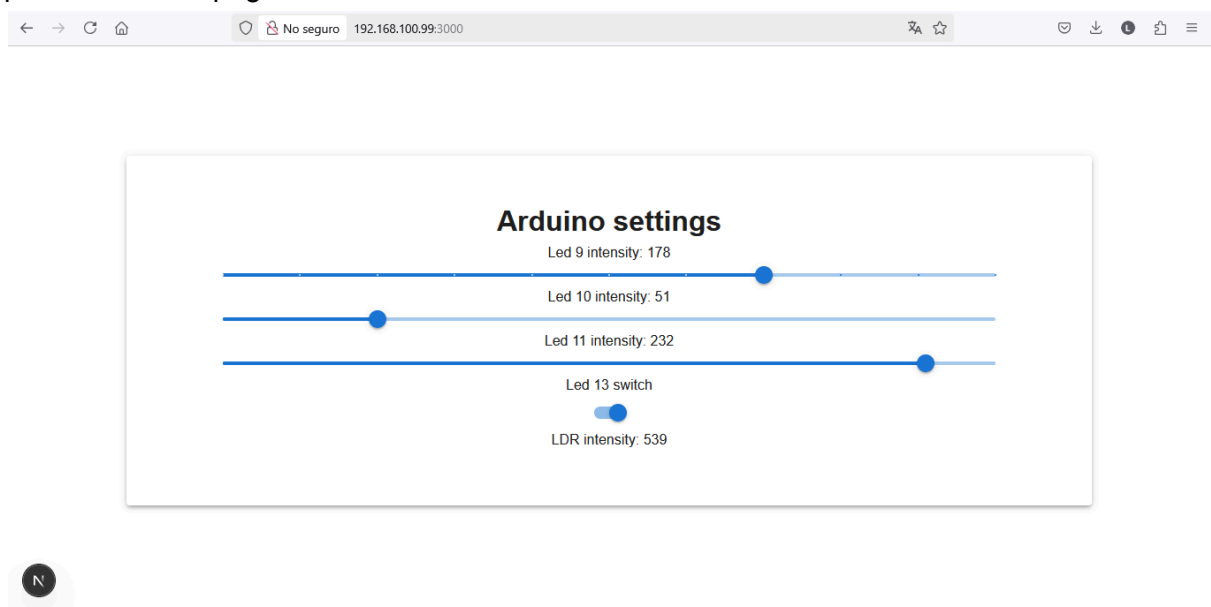 No seguro 192.168.100.99:3000
L
Arduino settings
Led 9 intensity: 178
Led 10 intensity: 51
Led 11 intensity: 232
Led 13 switch
LDR intensity: 539
N